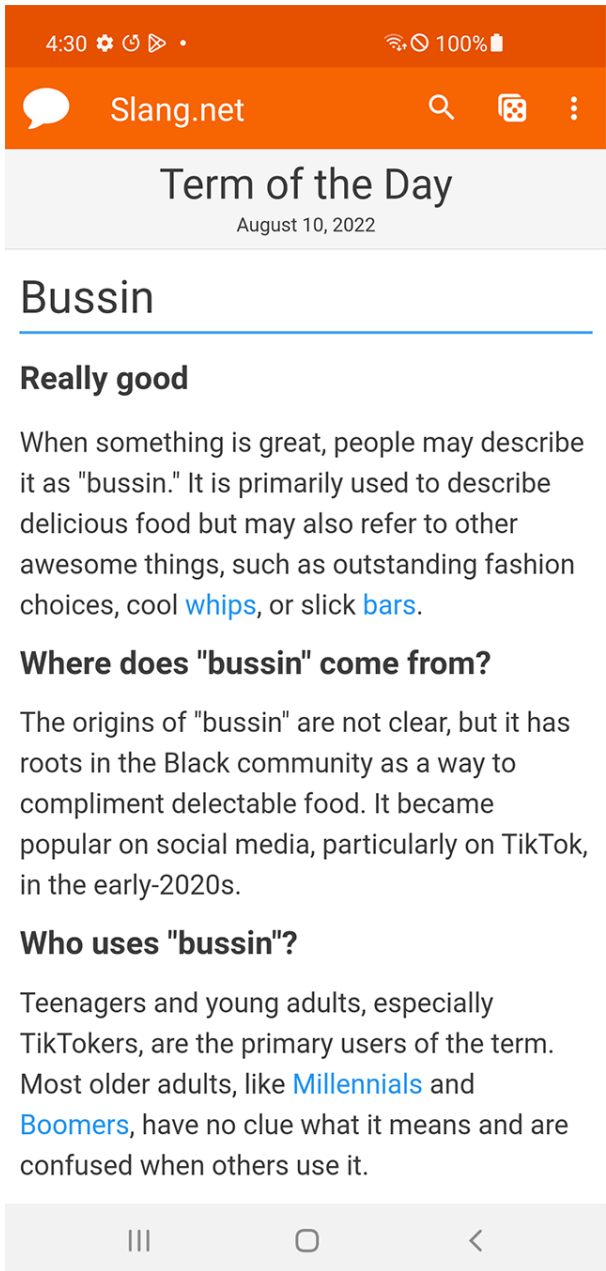 4:30 100%
Slang.net
Term of the Day
August 10, 2022
Bussin
Really good
When something is great, people may describe
it as "bussin." It is primarily used to describe
delicious food but may also refer to other
awesome things, such as outstanding fashion
choices, cool whips, or slick bars.
Where does "bussin" come from?
The origins of "bussin" are not clear, but it has
roots in the Black community as a way to
compliment delectable food. It became
popular on social media, particularly on TikTok,
in the early-2020s.
Who uses "bussin"?
Teenagers and young adults, especially
TikTokers, are the primary users of the term.
Most older adults, like Millennials and
Boomers, have no clue what it means and are
confused when others use it.